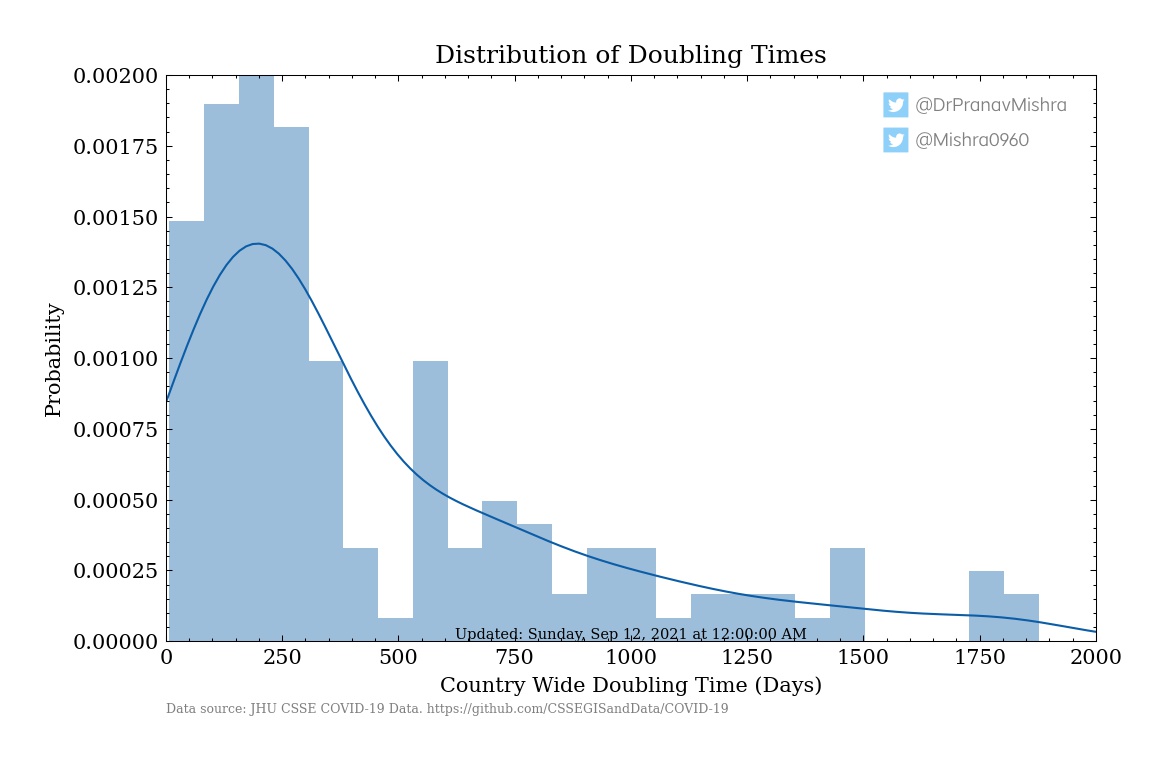 Distribution of Doubling Times
@DrPranavMishra
@Mishra0960
Probability
0.00200
0.00175
0.00150
0.00125
0.00100
0.00075
0.00050
0.00025
0.00000
Updated: Sunday, Sep 12, 2021 at 12:00:00 AM
0 250 500 750 1000 1250 1500 1750 2000
Country Wide Doubling Time (Days)
Data source: JHU CSSE COVID-19 Data. https://github.com/CSSEGISandData/COVID-19